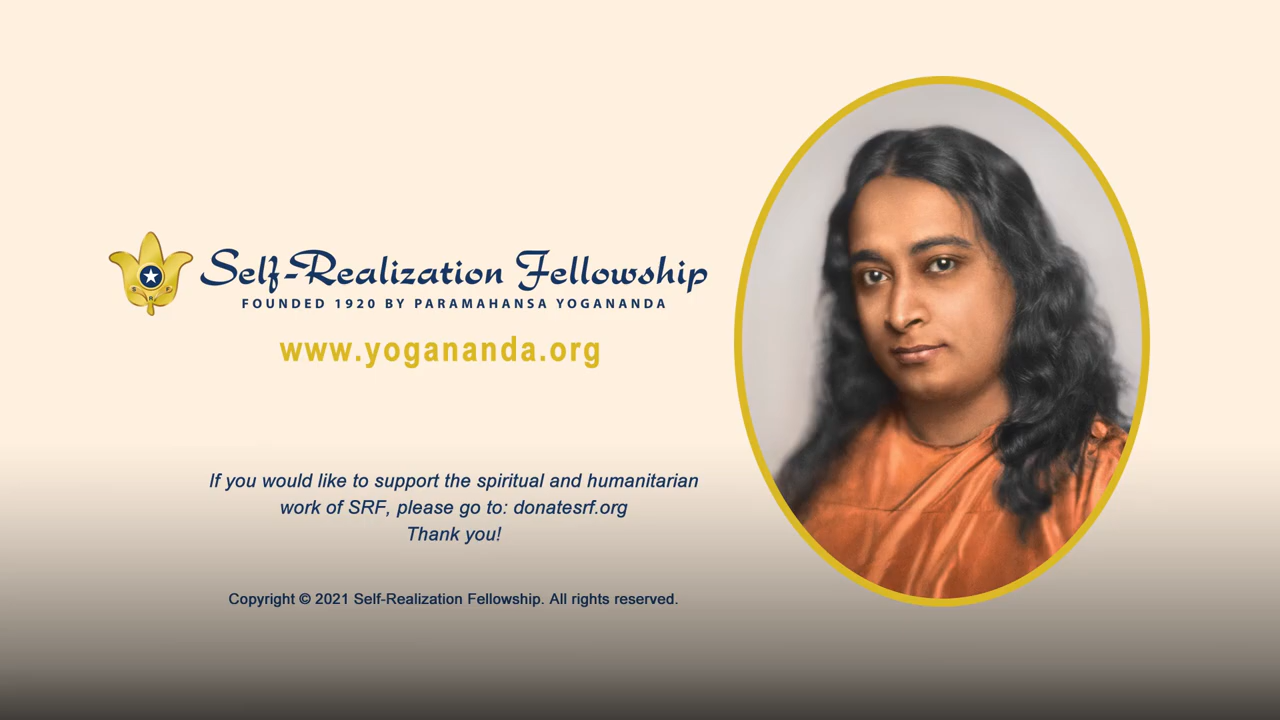 Self-Realization Fellowship
FOUNDED 1920 BY PARAMAHANSA YOGANANDA
www.yogananda.org
If you would like to support the spiritual and humanitarian
work of SRF, please go to: donatesrf.org
Thank you!
Copyright © 2021 Self-Realization Fellowship. All rights reserved.